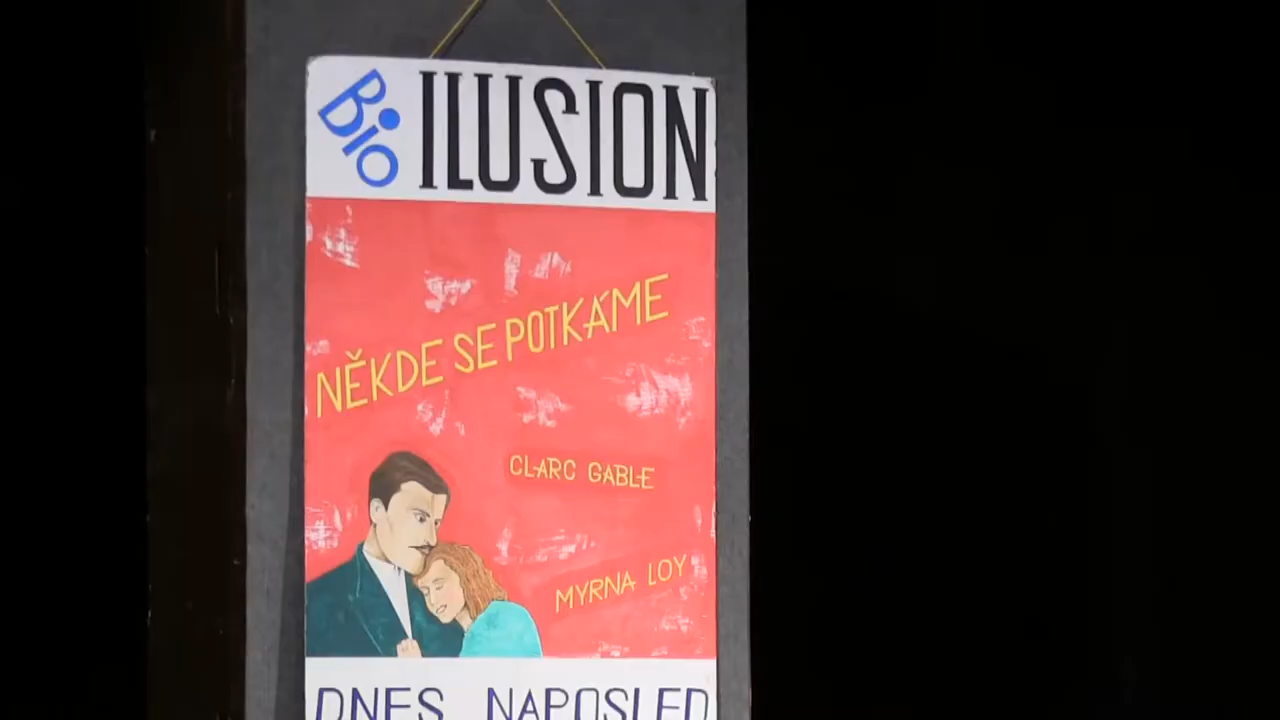 Bio ILUSION
NĚKDE SE POTKÁME
CLARC GABLE
MYRNA LOY
DNES NAPOSLED